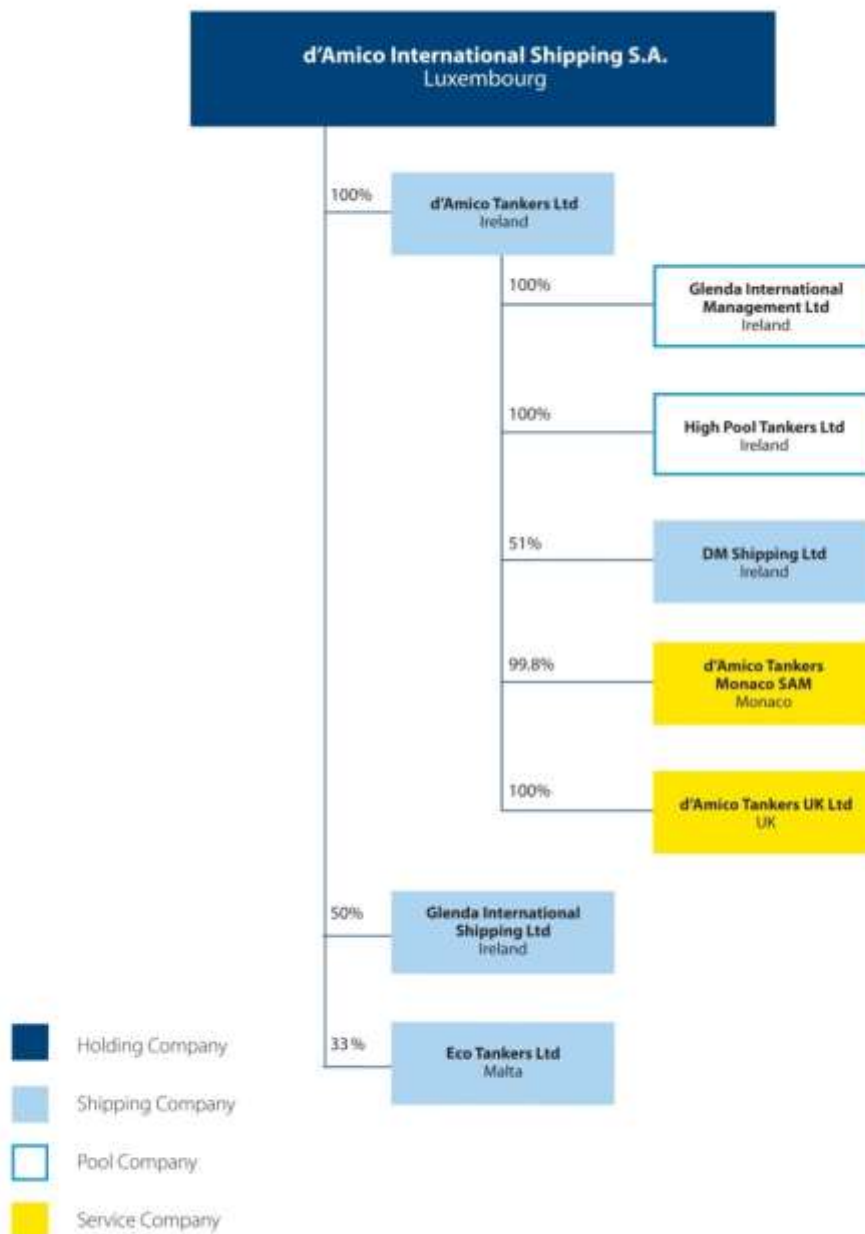 d'Amico International Shipping S.A.
Luxembourg
100%
d'Amico Tankers Ltd
Ireland
100%
Glenda International
Management Ltd
Ireland
100%
High Pool Tankers Ltd
Ireland
51%
DM Shipping Ltd
Ireland
99.8%
d'Amico Tankers
Monaco SAM
Monaco
100%
d'Amico Tankers UK Ltd
UK
50%
Glenda International
Shipping Ltd
Ireland
33%
Eco Tankers Ltd
Malta
Holding Company
Shipping Company
Pool Company
Service Company